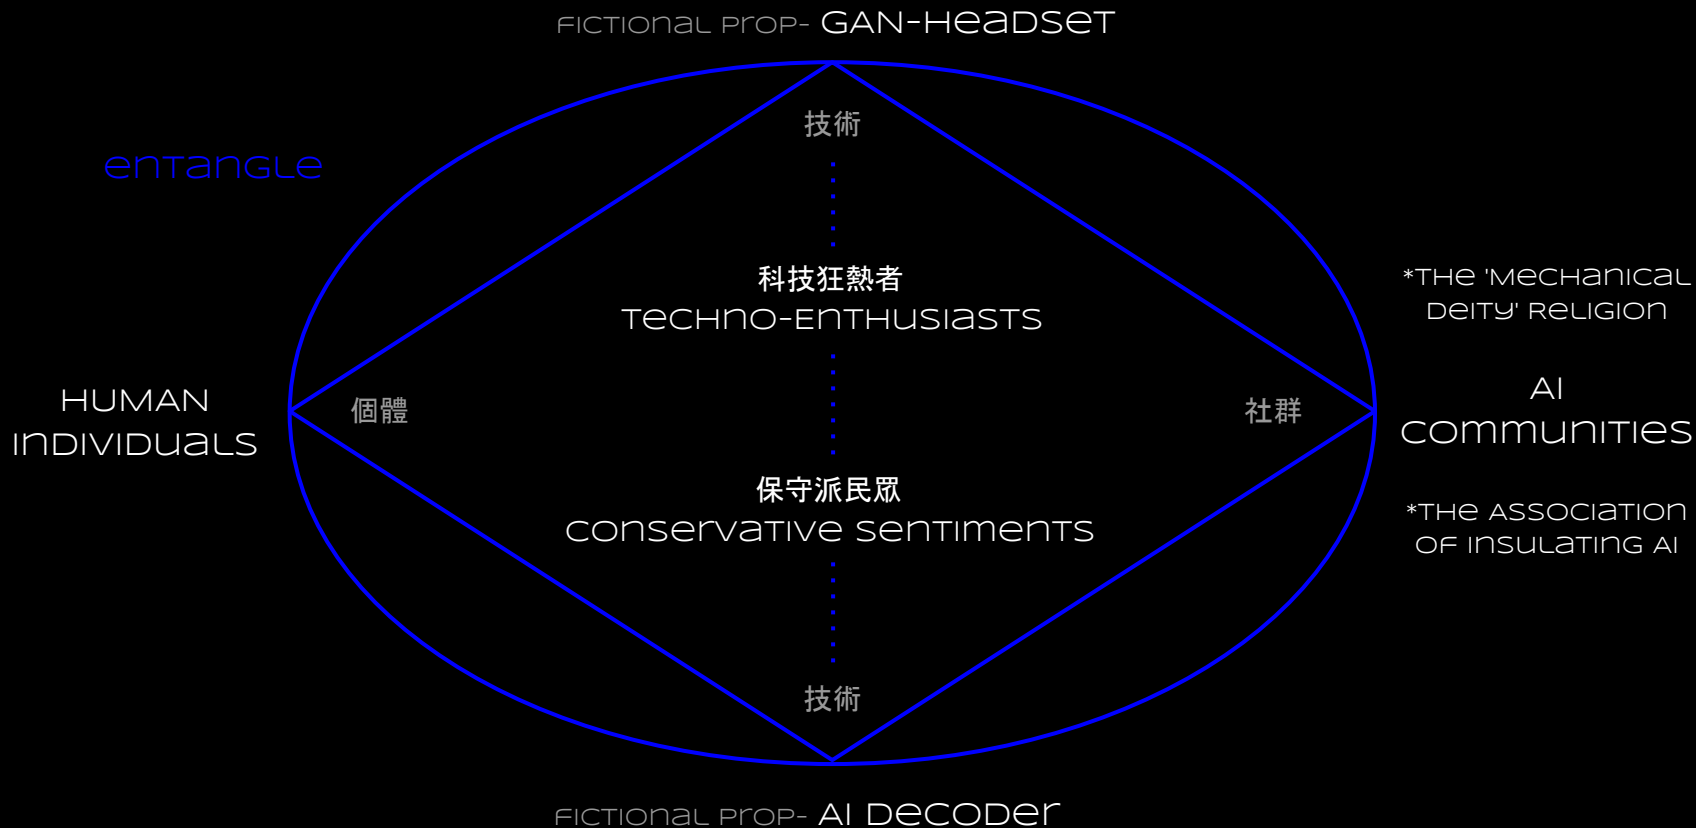 FICTIONAL PROP- GAN-HEADSET
技術
ENTANGLE
科技狂熱者
TECHNO-ENTHUSIASTS
*THE 'MECHANICAL
DEITY' RELIGION
HUMAN
INDIVIDUALS
個體
社群
AI
COMMUNITIES
保守派民眾
CONSERVATIVE SENTIMENTS
*THE ASSOCIATION
OF INSULATING AI
技術
FICTIONAL PROP- AI DECODER